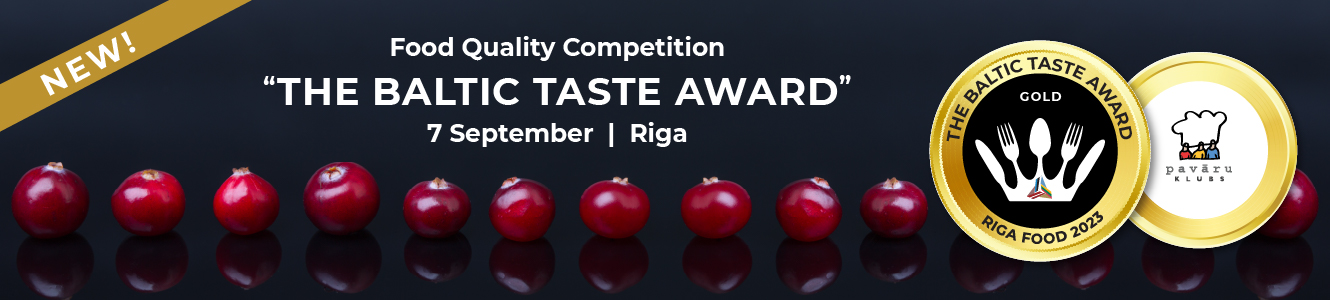 NEW!
Food Quality Competition
“THE BALTIC TASTE AWARD”
7 September | Riga
THE BALTIC TASTE AWARD
GOLD
RIGA FOOD 2023
pavāru
KLUBS